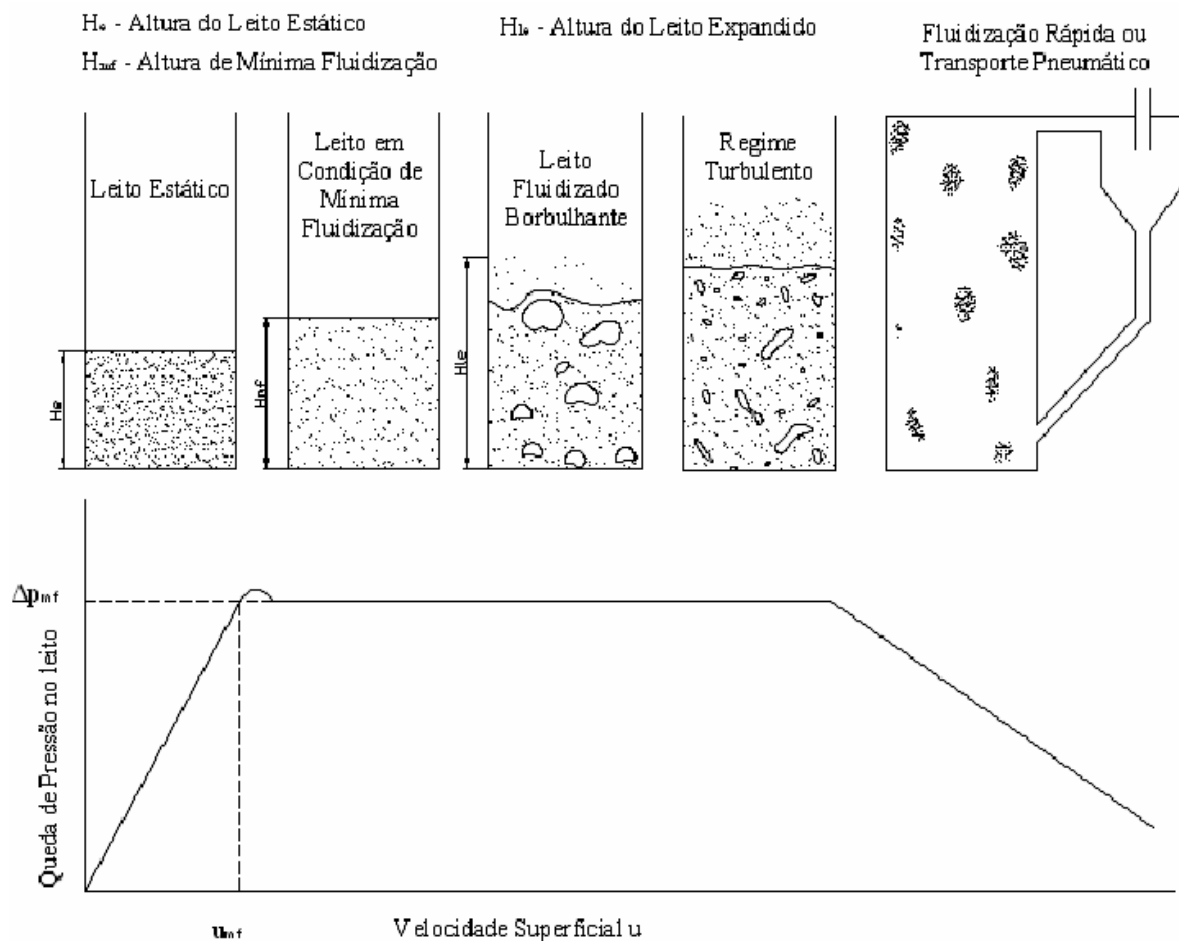 He - Altura do Leito Estático
Hmf - Altura de Mínima Fluidização
Hle - Altura do Leito Expandido
Fluidização Rápida ou
Transporte Pneumático
Leito Estático
Leito em
Condição de
Mínima
Fluidização
Leito
Fluidizado
Borbulhante
Regime
Turbulento
He
Hmf
Hle
Δpmf
Queda de Pressão no leito
umf
Velocidade Superficial u